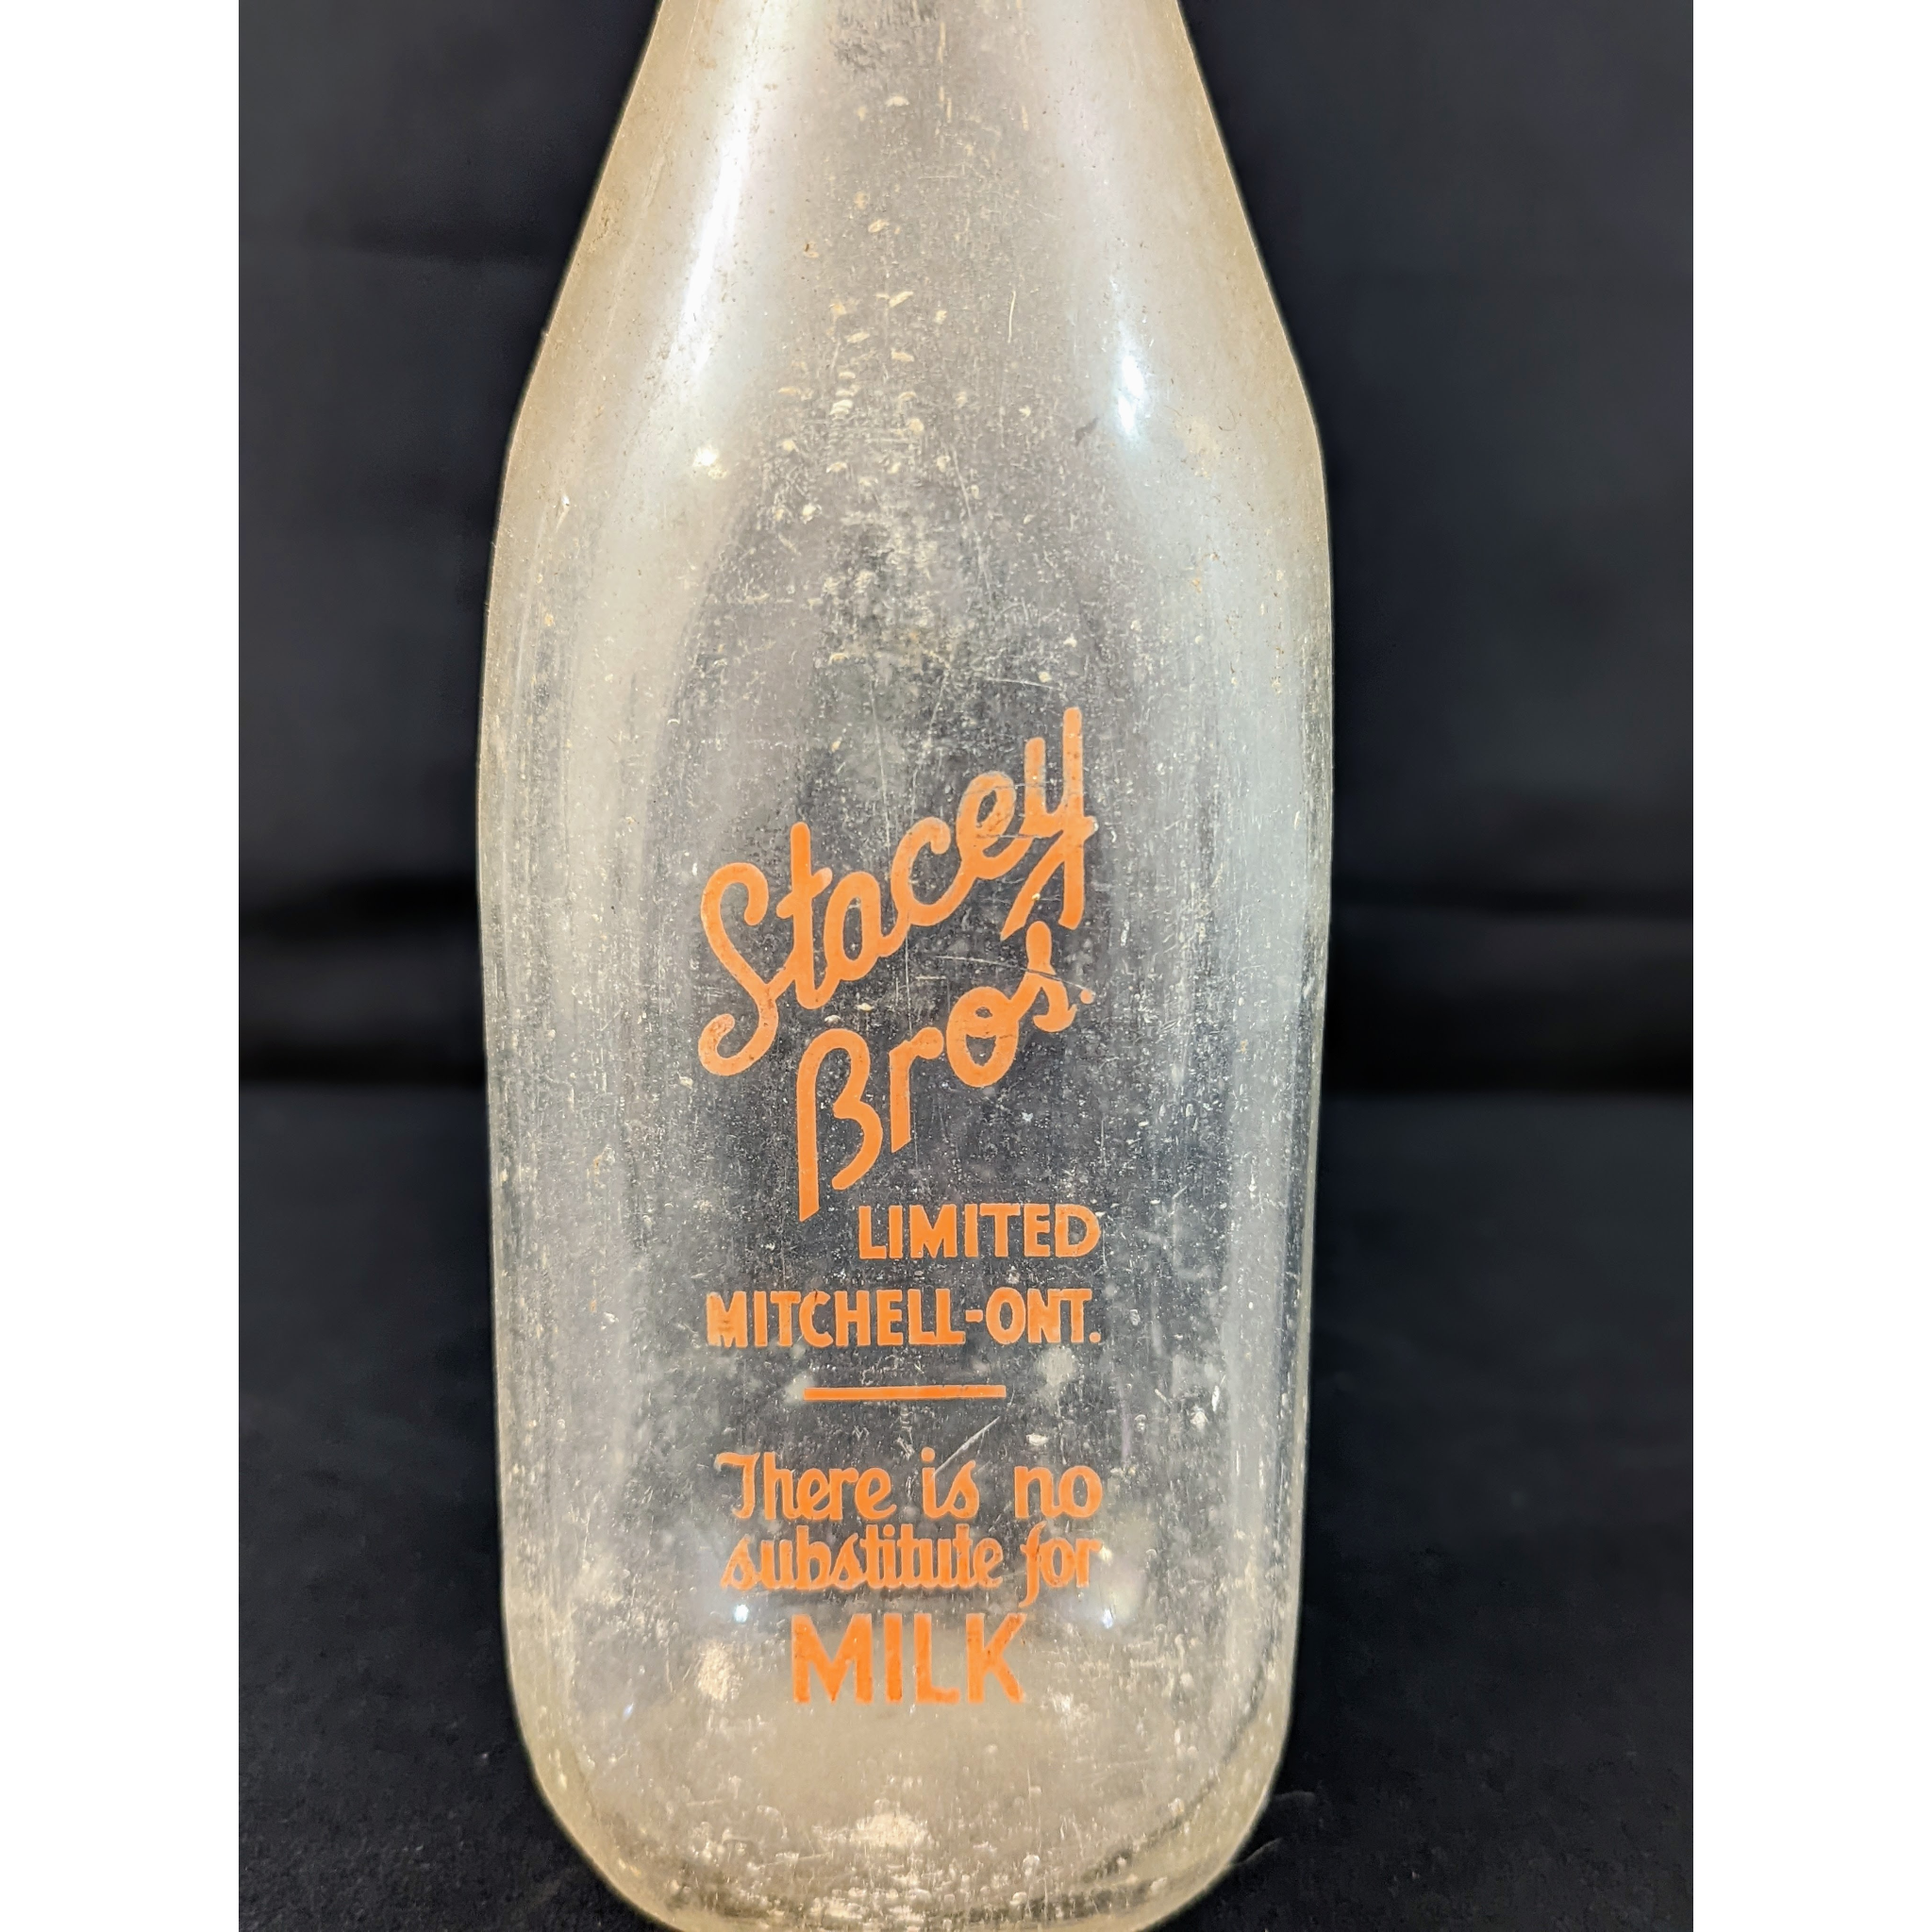 Stacey
Bros.
LIMITED
MITCHELL-ONT.
There is no
substitute for
MILK